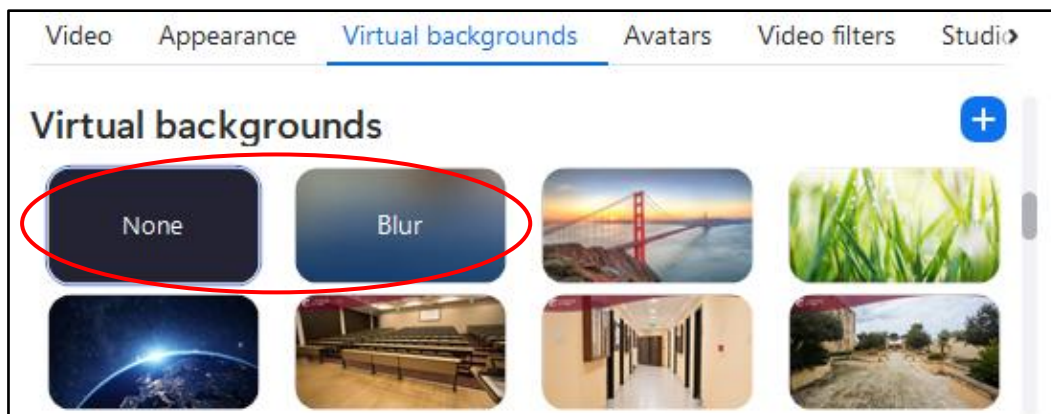 Video Appearance Virtual backgrounds Avatars Video filters Studio
Virtual backgrounds
None Blur